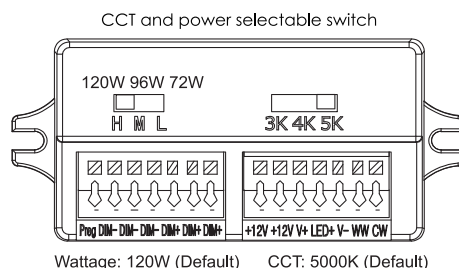 CCT and power selectable switch
120W 96W 72W
H M L
3K 4K 5K
Prog DIM- DIM- DIM- DIM+ DIM+ DIM+
+12V +12V V+ LED+ V- WW CW
Wattage: 120W (Default) CCT: 5000K (Default)